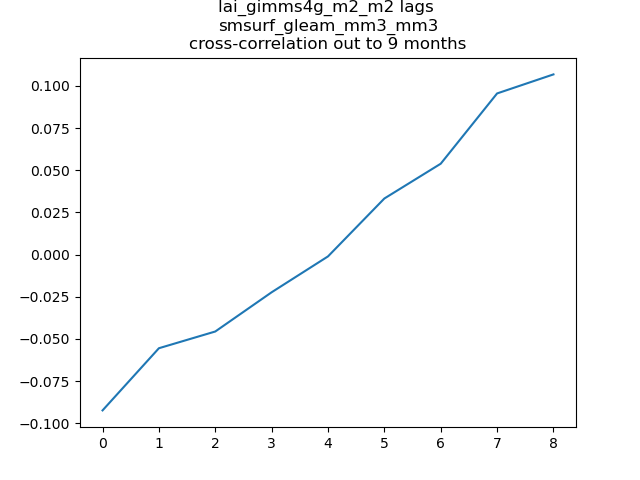 lai_gimms4g_m2_m2 lags
smsurf_gleam_mm3_mm3
cross-correlation out to 9 months
0.100
0.075
0.050
0.025
0.000
−0.025
−0.050
−0.075
−0.100
0 1 2 3 4 5 6 7 8